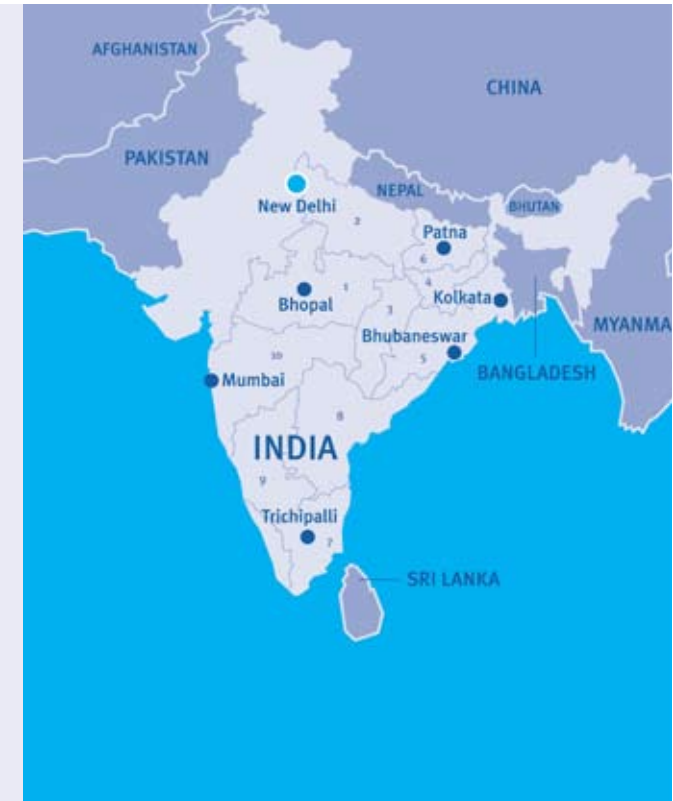 AFGHANISTAN
CHINA
PAKISTAN
NEPAL
BHUTAN
New Delhi
2
Patna
6
4
1
Bhopal
Kolkata
3
MYANMA
Bhubaneswar
5
10
BANGLADESH
Mumbai
8
INDIA
9
Trichipalli
7
SRI LANKA